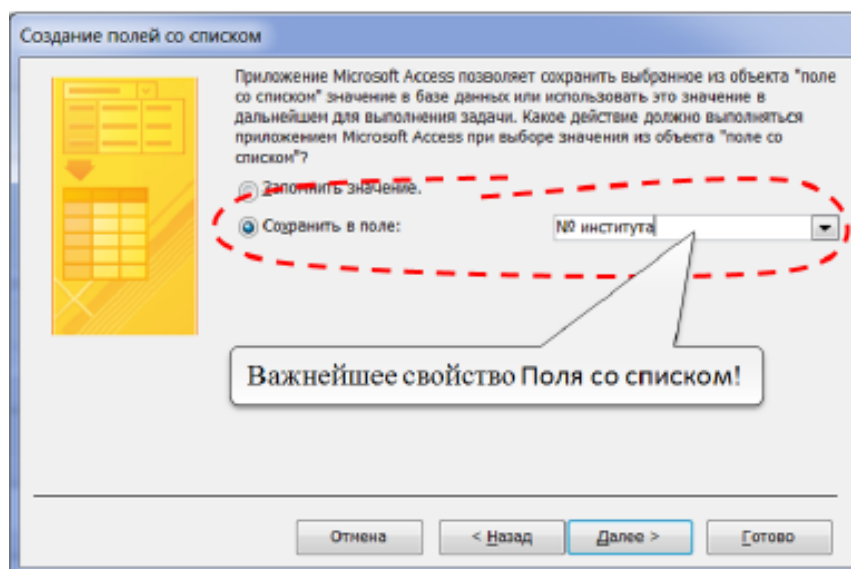 Создание полей со списком
Приложение Microsoft Access позволяет сохранить выбранное из объекта "поле
со списком" значение в базе данных или использовать это значение в
дальнейшем для выполнения задачи. Какое действие должно выполняться
приложением Microsoft Access при выборе значения из объекта "поле со
списком"?
Запомнить значение.
Сохранить в поле:
№ института
Важнейшее свойство Поля со списком!
Отмена
< Назад
Далее >
Готово